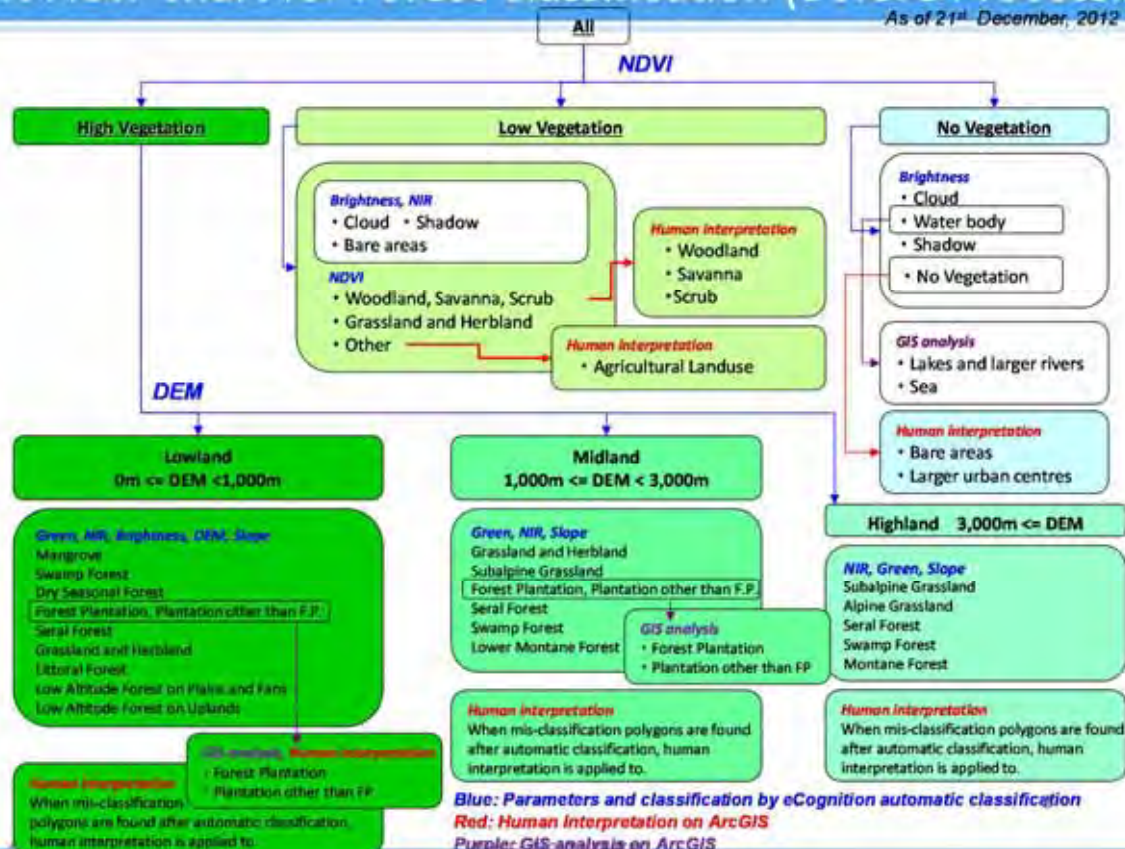 As of 21st December, 2012
All
NDVI
High Vegetation
Low Vegetation
No Vegetation
Brightness, NIR
• Cloud • Shadow
• Bare areas
NDVI
• Woodland, Savanna, Scrub
• Grassland and Herbland
• Other
Human interpretation
• Woodland
• Savanna
•Scrub
Human interpretation
• Agricultural Landuse
Brightness
• Cloud
• Water body
• Shadow
• No Vegetation
GIS analysis
• Lakes and larger rivers
• Sea
Human interpretation
• Bare areas
• Larger urban centres
DEM
Lowland
0m <= DEM <1,000m
Midland
1,000m <= DEM < 3,000m
Highland 3,000m <= DEM
Green, NIR, Brightness, DEM, Slope
Mangrove
Swamp Forest
Dry Seasonal Forest
Forest Plantation, Plantation other than F.P.
Seral Forest
Grassland and Herbland
Littoral Forest
Low Altitude Forest on Plains and Fans
Low Altitude Forest on Uplands
GIS analysis, Human interpretation
• Forest Plantation
• Plantation other than FP
Human interpretation
When mis-classification
polygons are found after automatic classification,
human interpretation is applied to.
Green, NIR, Slope
Grassland and Herbland
Subalpine Grassland
Forest Plantation, Plantation other than F.P.
Seral Forest
Swamp Forest
Lower Montane Forest
GIS analysis
• Forest Plantation
• Plantation other than FP
Human interpretation
When mis-classification polygons are found
after automatic classification, human
interpretation is applied to.
NIR, Green, Slope
Subalpine Grassland
Alpine Grassland
Seral Forest
Swamp Forest
Montane Forest
Human interpretation
When mis-classification polygons are found
after automatic classification, human
interpretation is applied to.
Blue: Parameters and classification by eCognition automatic classification
Red: Human Interpretation on ArcGIS
Purple: GIS analysis on ArcGIS